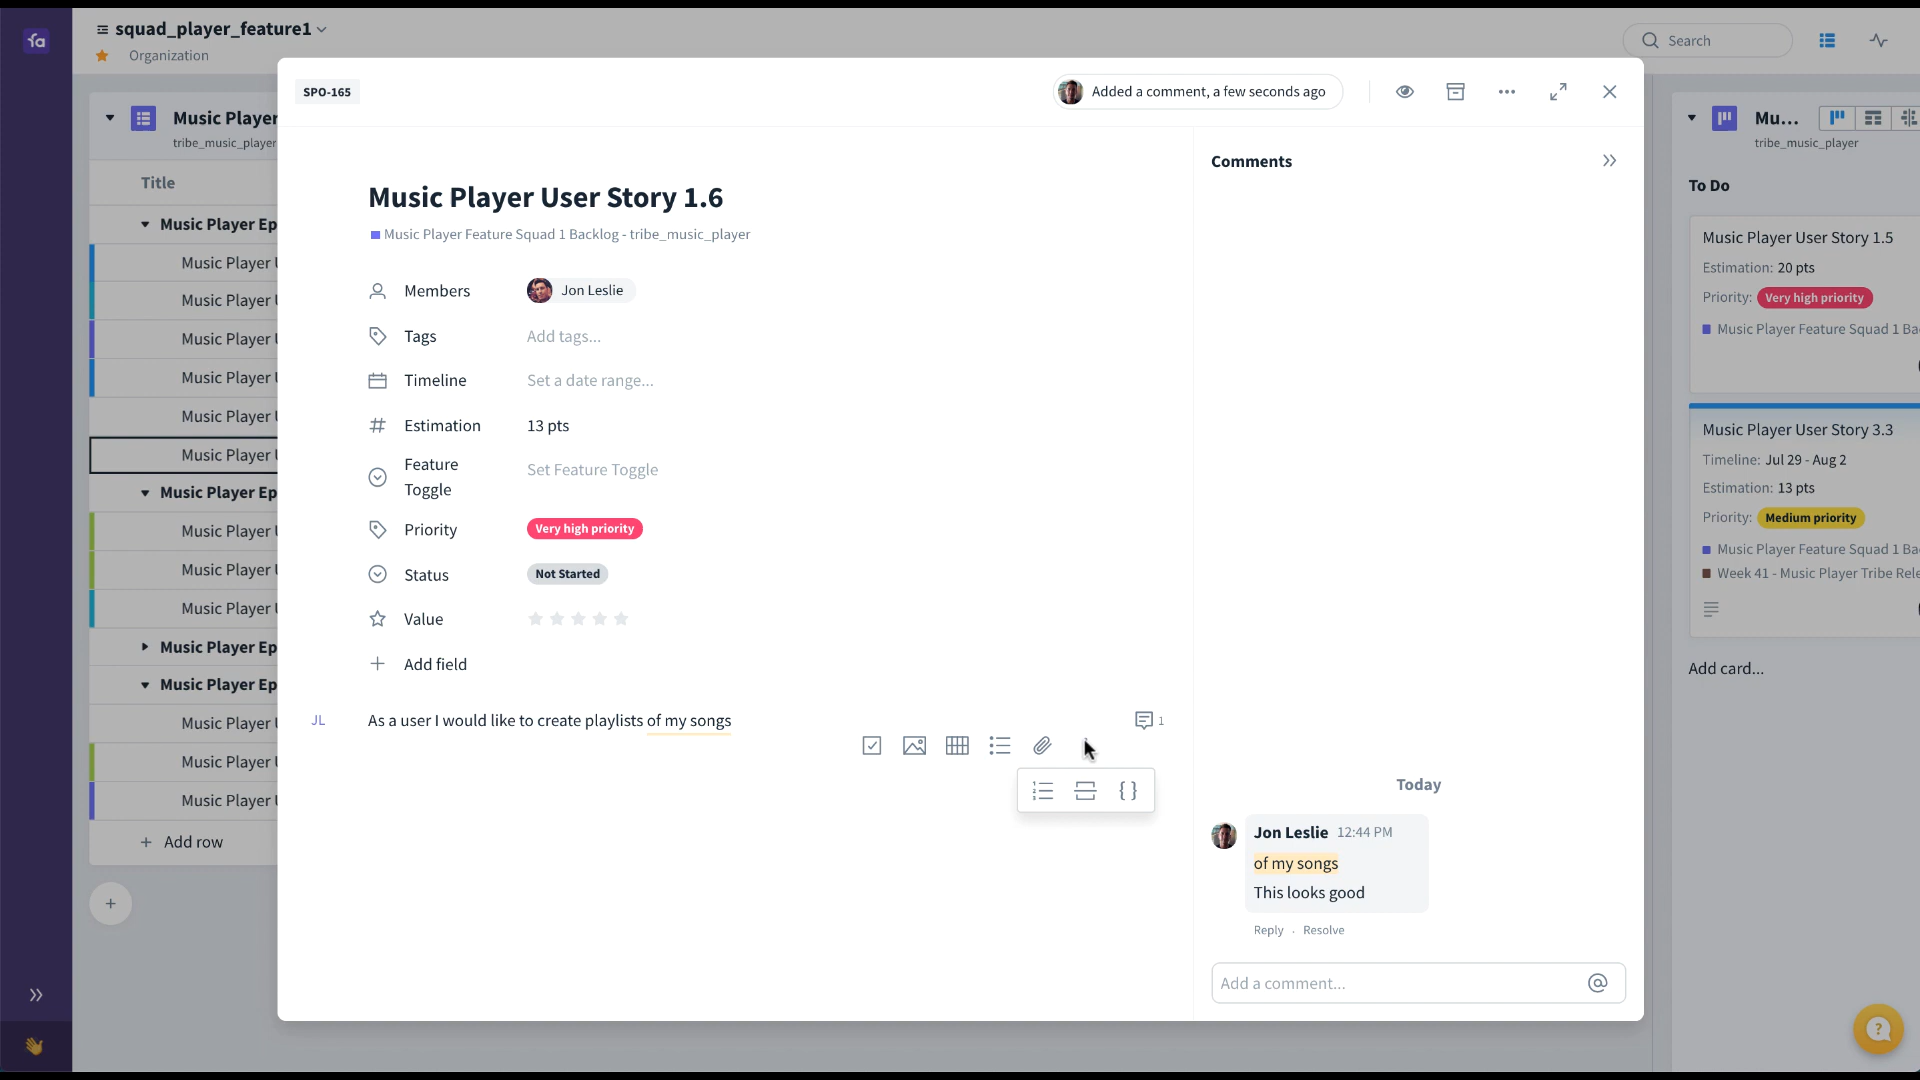 squad_player_feature1
Organization
Search
Music Player
tribe_music_player
Title
Music Player Ep
Music Player
Music Player
Music Player
Music Player
Music Player
Music Player
Music Player Ep
Music Player
Music Player
Music Player
Music Player Ep
Music Player Ep
Music Player
Music Player
Music Player
+ Add row
SPO-165
Added a comment, a few seconds ago
Music Player User Story 1.6
Music Player Feature Squad 1 Backlog - tribe_music_player
Members
Jon Leslie
Tags
Add tags...
Timeline
Set a date range...
Estimation
13 pts
Feature Toggle
Set Feature Toggle
Priority
Very high priority
Status
Not Started
Value
Add field
JL
As a user I would like to create playlists of my songs
1
Comments
Today
Jon Leslie 12:44 PM
of my songs
This looks good
Reply · Resolve
Add a comment...
Mu...
tribe_music_player
To Do
Music Player User Story 1.5
Estimation: 20 pts
Priority: Very high priority
Music Player Feature Squad 1 Ba
Music Player User Story 3.3
Timeline: Jul 29 - Aug 2
Estimation: 13 pts
Priority: Medium priority
Music Player Feature Squad 1 Ba
Week 41 - Music Player Tribe Rele
Add card...